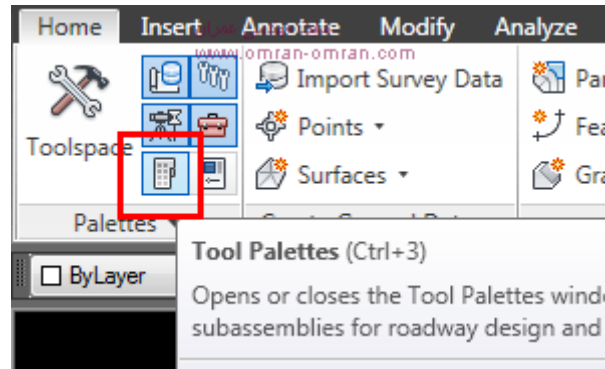 Home Insert Annotate Modify Analyze
www.omran-omran.com
Import Survey Data
Points
Toolspace
Surfaces
Palettes
ByLayer
Tool Palettes (Ctrl+3)
Opens or closes the Tool Palettes
subassemblies for roadway design and